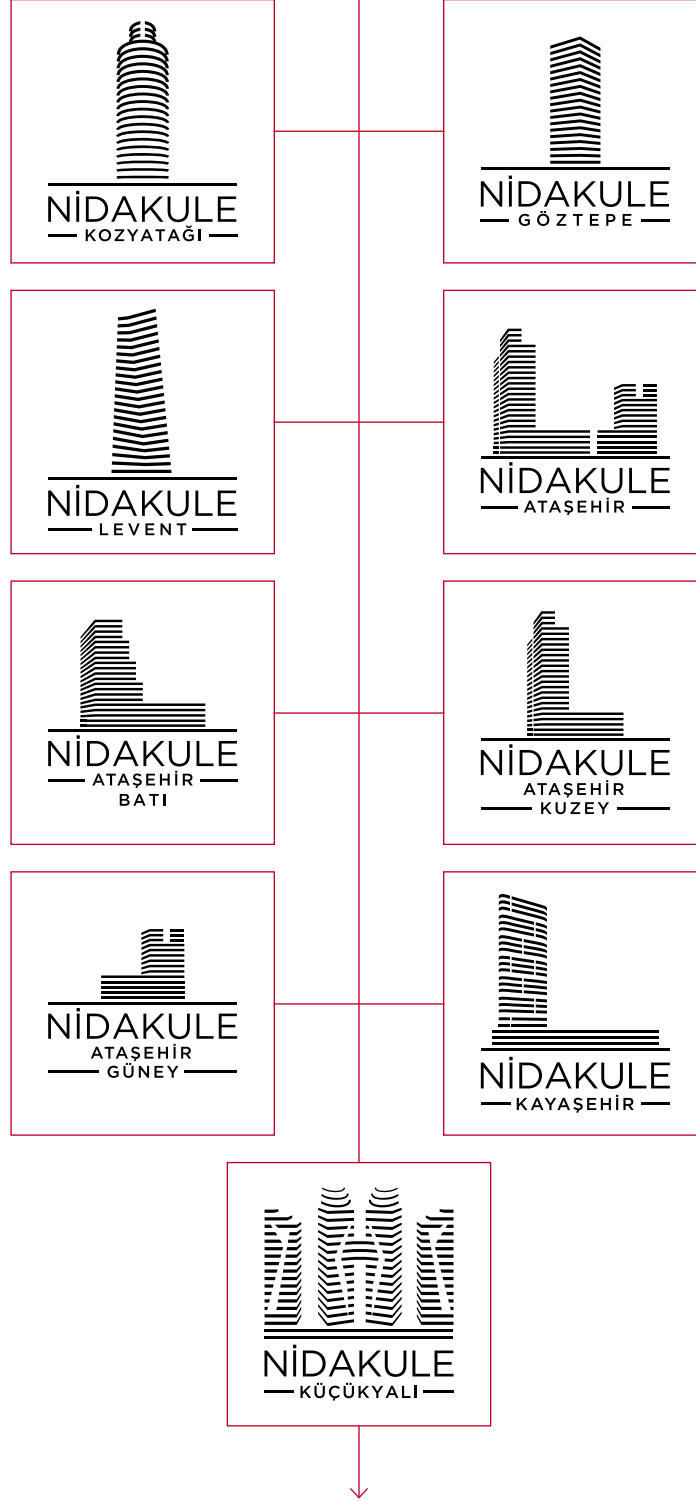 NİDAKULE
KOZYATAĞI
NİDAKULE
GÖZTEPE
NİDAKULE
LEVENT
NİDAKULE
ATAŞEHİR
NİDAKULE
ATAŞEHİR
BATI
NİDAKULE
ATAŞEHİR
KUZEY
NİDAKULE
ATAŞEHİR
GÜNEY
NİDAKULE
KAYAŞEHİR
NİDAKULE
KÜÇÜKYALI